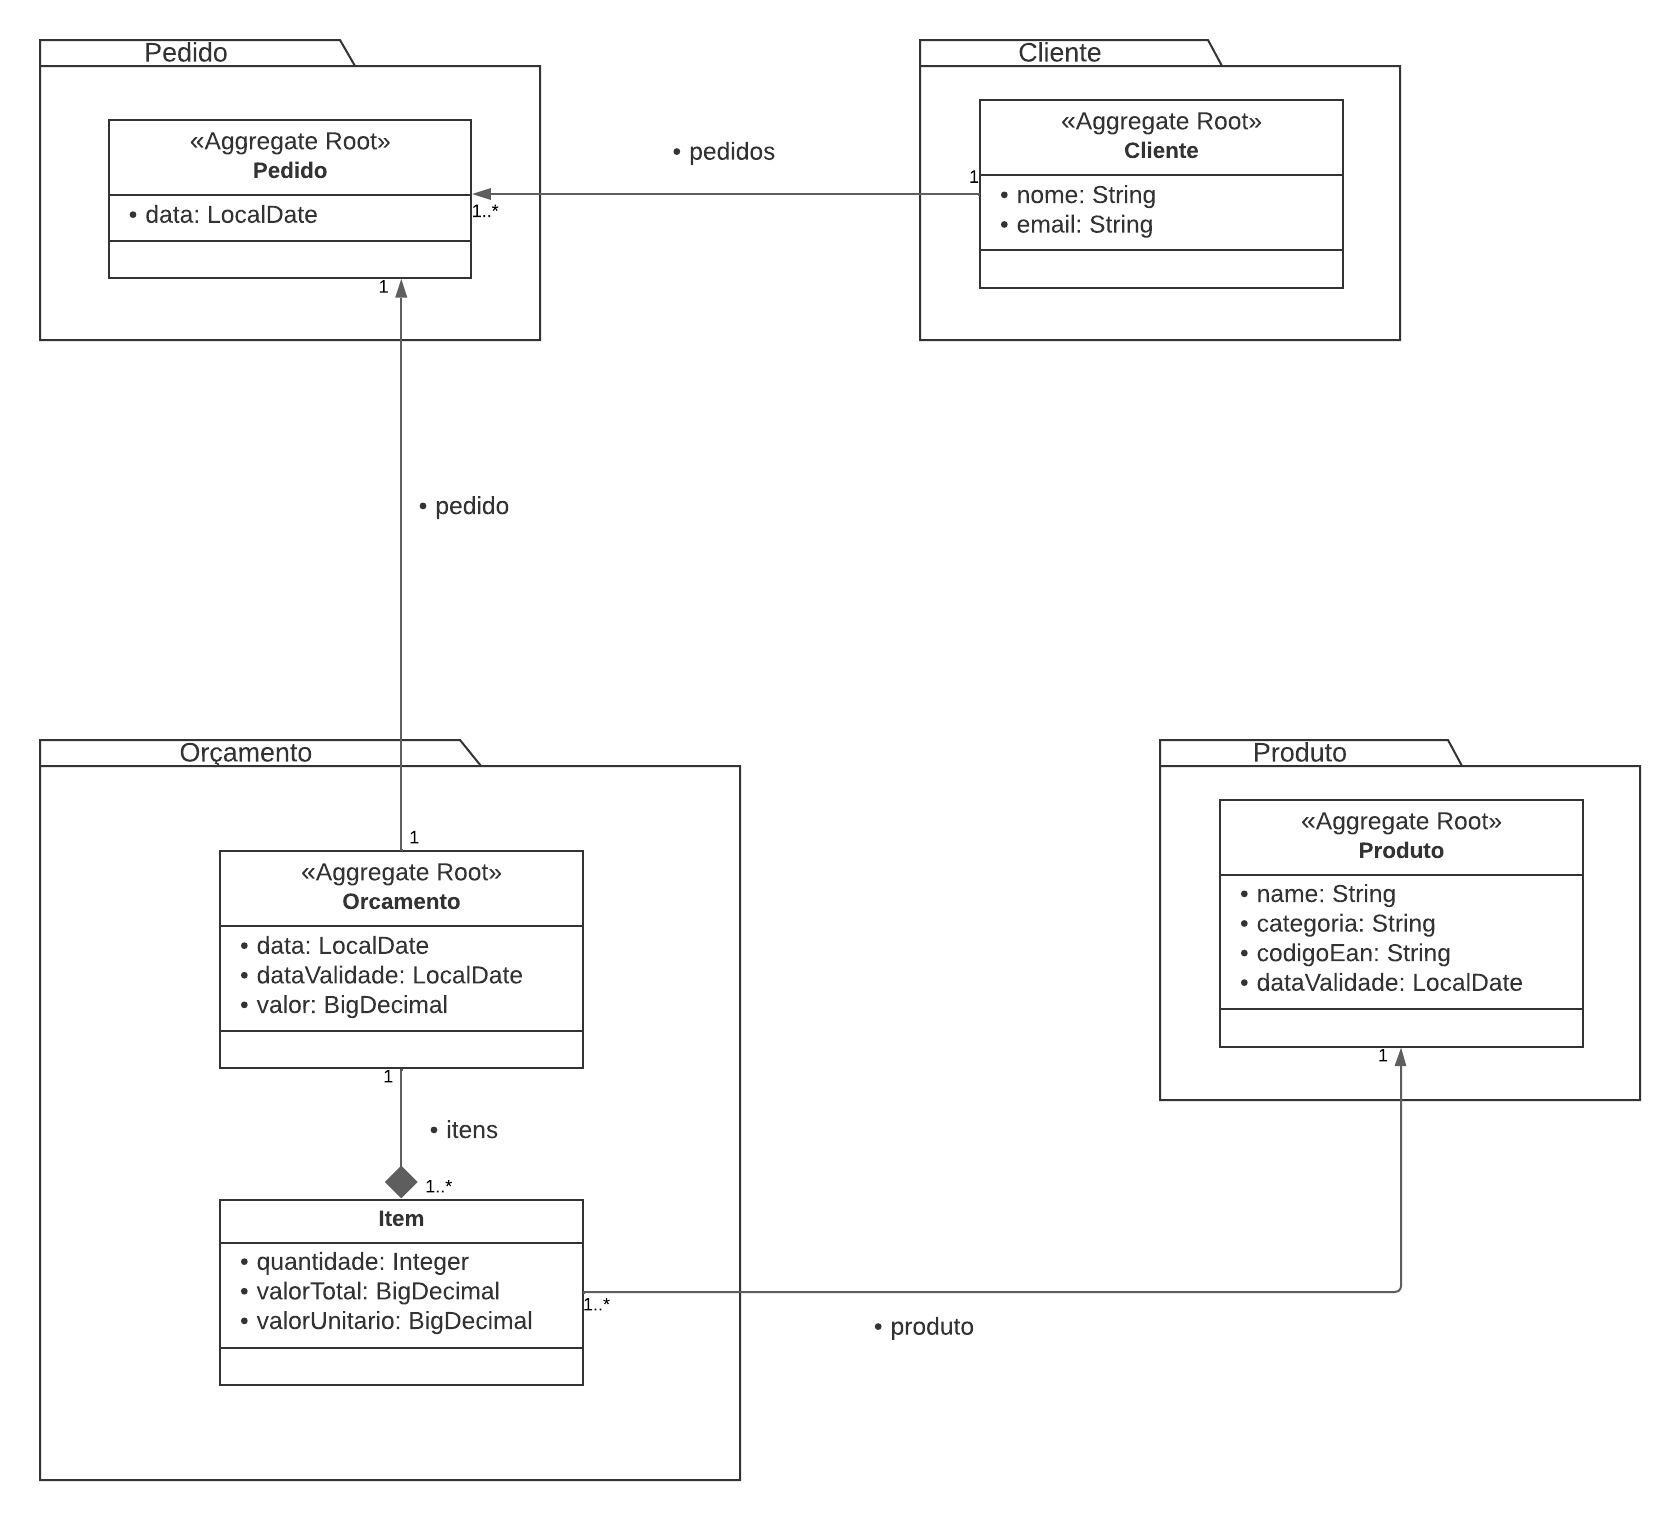 Pedido
«Aggregate Root»
Pedido
• data: LocalDate
1..*
1
• pedidos
Cliente
«Aggregate Root»
Cliente
1
• nome: String
• email: String
• pedido
Orçamento
1
«Aggregate Root»
Orcamento
• data: LocalDate
• dataValidade: LocalDate
• valor: BigDecimal
1
• itens
1..*
Item
• quantidade: Integer
• valorTotal: BigDecimal
• valorUnitario: BigDecimal
1..*
• produto
Produto
«Aggregate Root»
Produto
• name: String
• categoria: String
• codigoEan: String
• dataValidade: LocalDate
1